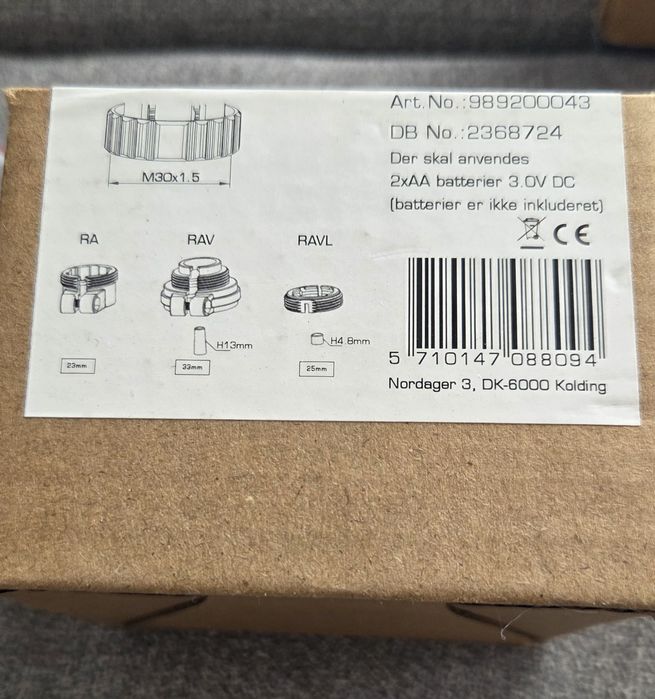 Art.No.:989200043
DB No.:2368724
Der skal anvendes
2xAA batterier 3.0V DC
(batterier er ikke inkluderet)
CE
M30x1.5
RA
RAV
RAVL
H13mm
H4.8mm
23mm
33mm
25mm
5 710147 088094
Nordager 3, DK-6000 Kolding